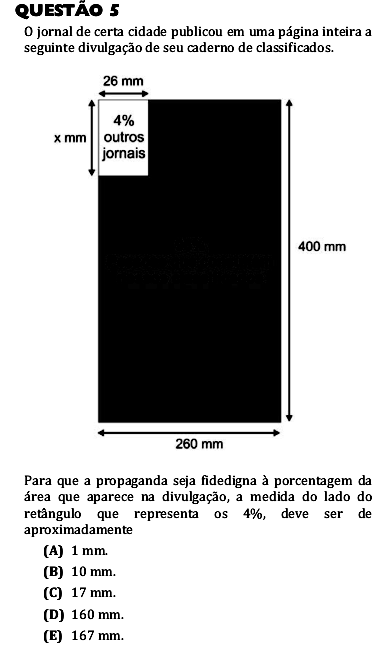 QUESTÃO 5
O jornal de certa cidade publicou em uma página inteira a
seguinte divulgação de seu caderno de classificados.
26 mm
x mm
4%
outros
jornais
400 mm
260 mm
Para que a propaganda seja fidedigna à porcentagem da
área que aparece na divulgação, a medida do lado do
retângulo que representa os 4%, deve ser de
aproximadamente
(A) 1 mm.
(B) 10 mm.
(C) 17 mm.
(D) 160 mm.
(E) 167 mm.